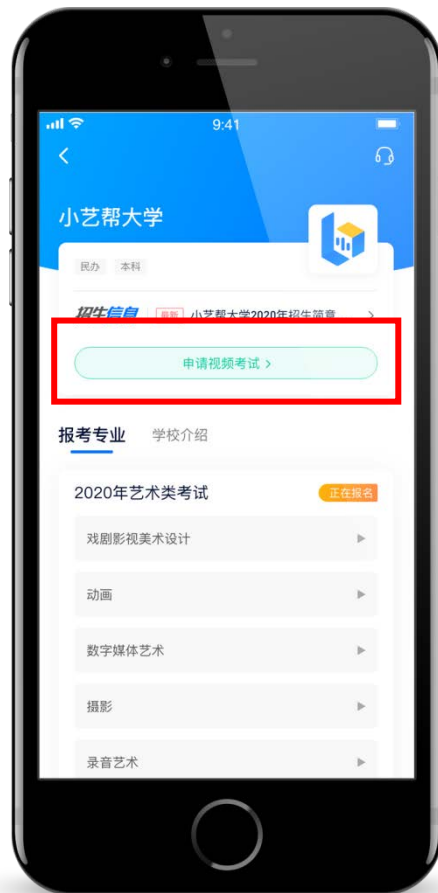 9:41
小艺帮大学
民办 本科
招生信息 最新 小艺帮大学2020年招生简章
申请视频考试
报考专业 学校介绍
2020年艺术类考试 正在报名
戏剧影视美术设计
动画
数字媒体艺术
摄影
录音艺术